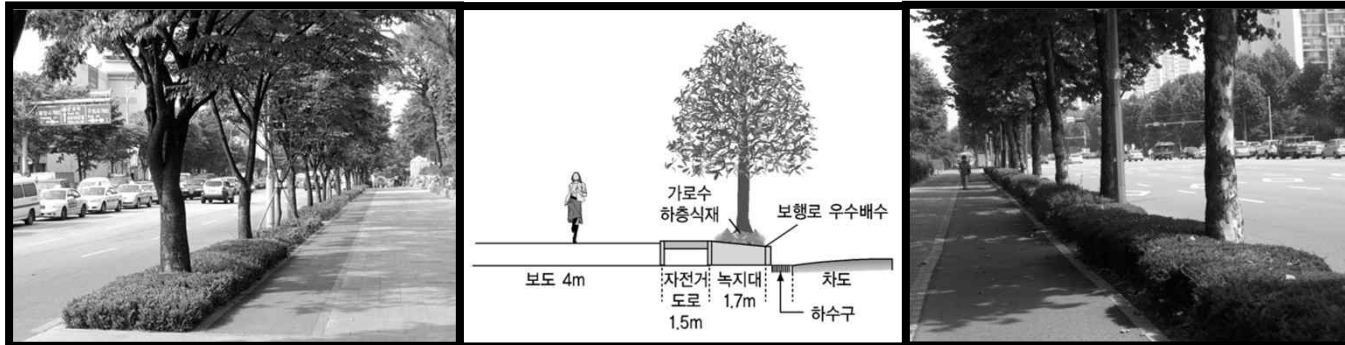 가로수
하층식재
보행로 우수배수
보도 4m
자전거
도로
1.5m
녹지대
1.7m
차도
하수구